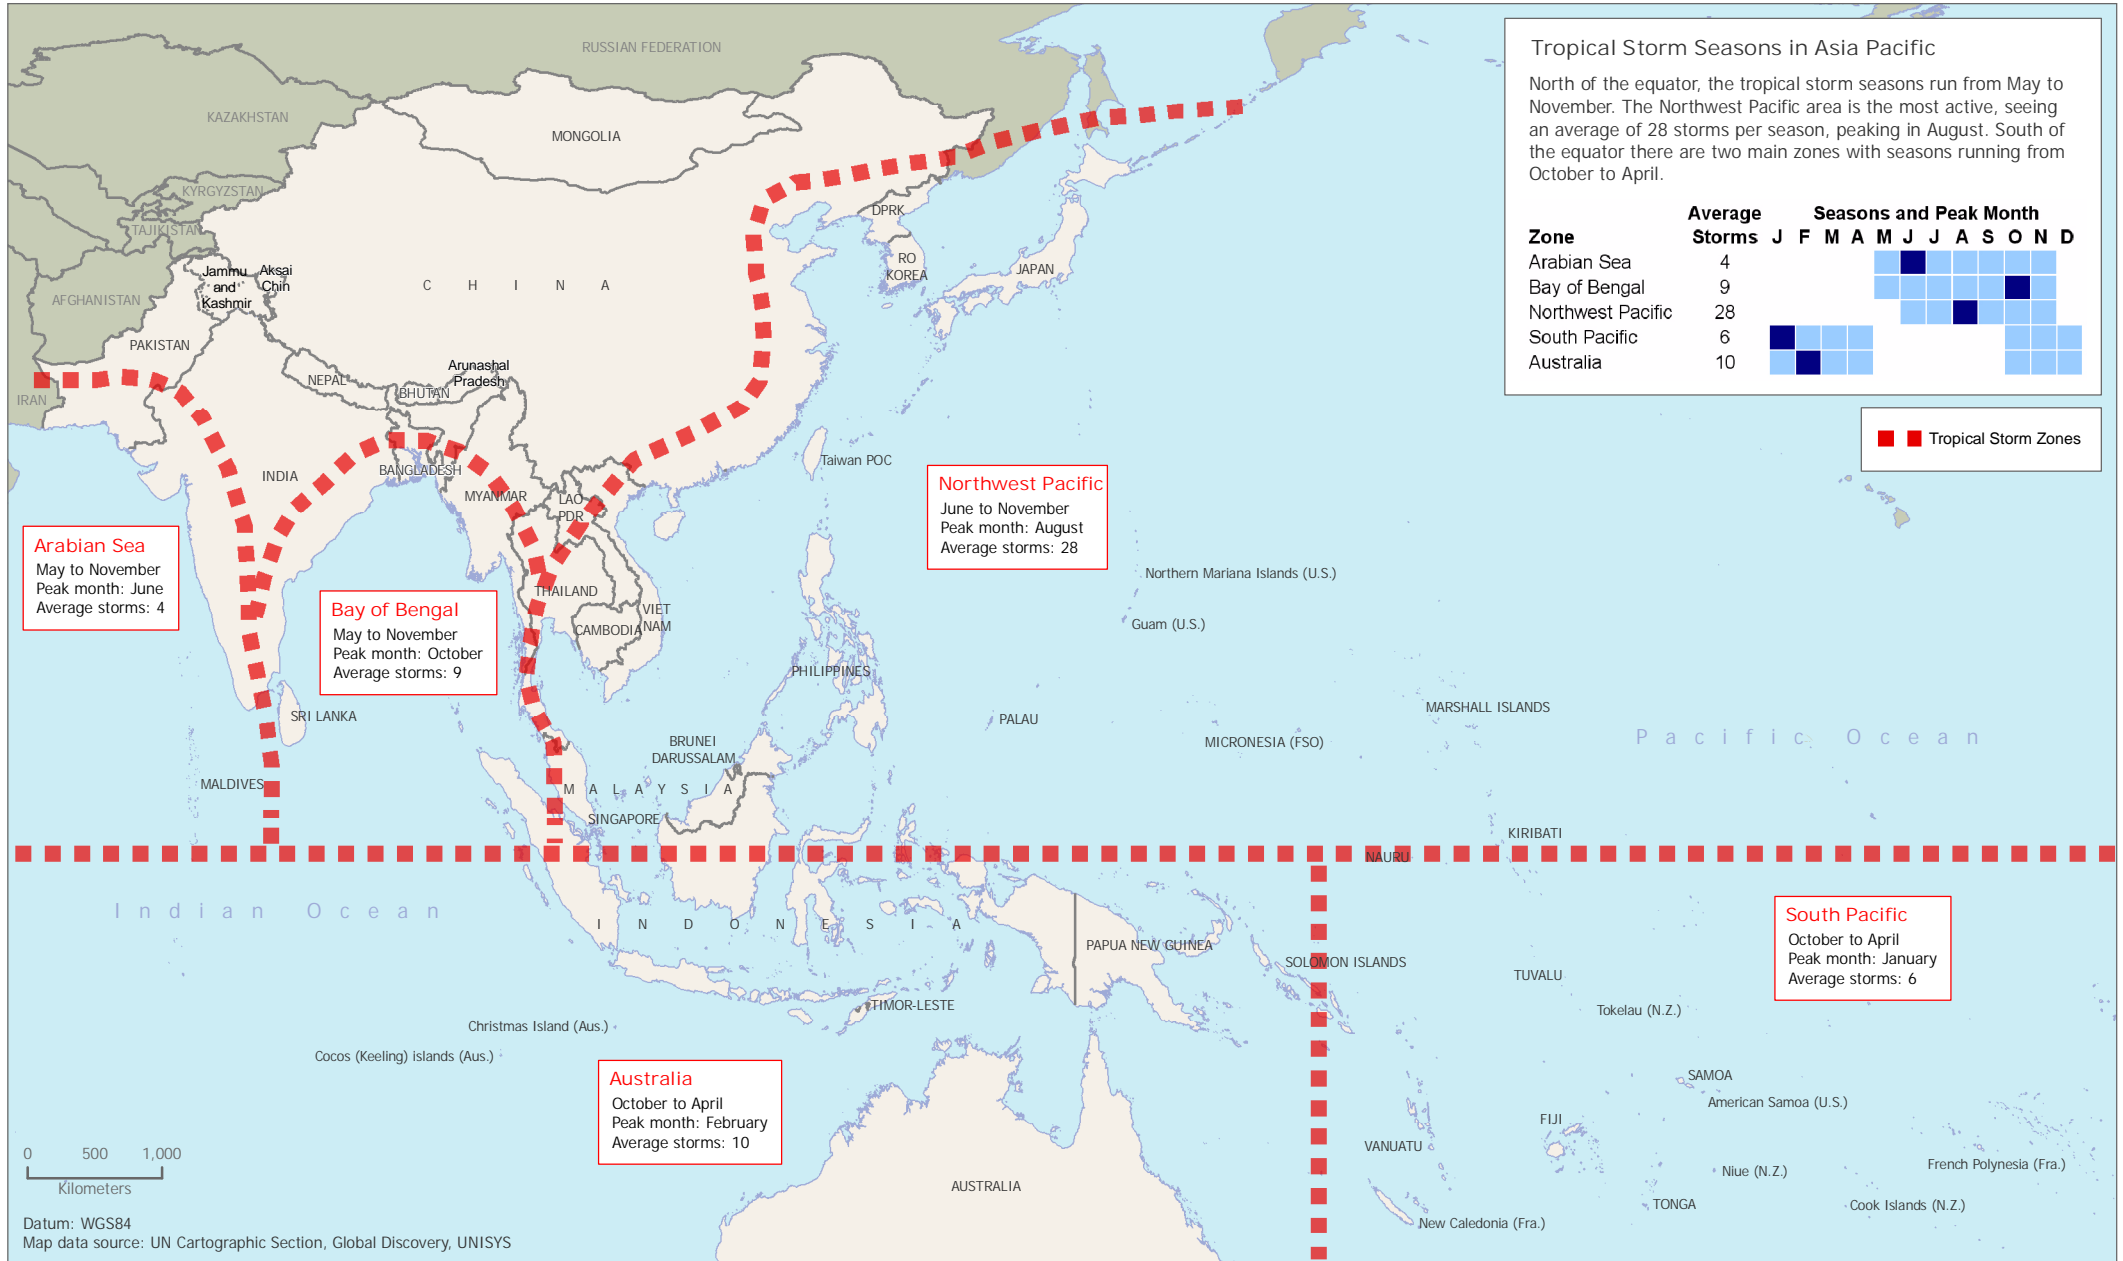 RUSSIAN FEDERATION
KAZAKHSTAN
MONGOLIA
KYRGYZSTAN
TAJIKISTAN
AFGHANISTAN
Jammu
and
Kashmir
Aksai
Chin
CHINA
DPRK
RO
KOREA
JAPAN
PAKISTAN
IRAN
NEPAL
BHUTAN
Arunashal
Pradesh
INDIA
BANGLADESH
MYANMAR
LAO
PDR
Taiwan POC
THAILAND
CAMBODIA
VIET
NAM
PHILIPPINES
SRI LANKA
MALDIVES
BRUNEI
DARUSSALAM
MALAYSIA
SINGAPORE
PALAU
Northern Mariana Islands (U.S.)
Guam (U.S.)
MICRONESIA (FSO)
MARSHALL ISLANDS
Pacific Ocean
KIRIBATI
NAURU
Indian Ocean
INDONESIA
PAPUA NEW GUINEA
SOLOMON ISLANDS
TUVALU
Tokelau (N.Z.)
TIMOR-LESTE
Christmas Island (Aus.)
Cocos (Keeling) islands (Aus.)
SAMOA
American Samoa (U.S.)
FIJI
VANUATU
Niue (N.Z.)
French Polynesia (Fra.)
TONGA
Cook Islands (N.Z.)
New Caledonia (Fra.)
AUSTRALIA
Tropical Storm Seasons in Asia Pacific
North of the equator, the tropical storm seasons run from May to
November. The Northwest Pacific area is the most active, seeing
an average of 28 storms per season, peaking in August. South of
the equator there are two main zones with seasons running from
October to April.
Average Seasons and Peak Month
Zone Storms J F M A M J J A S O N D
Arabian Sea 4
Bay of Bengal 9
Northwest Pacific 28
South Pacific 6
Australia 10
Tropical Storm Zones
Northwest Pacific
June to November
Peak month: August
Average storms: 28
Arabian Sea
May to November
Peak month: June
Average storms: 4
Bay of Bengal
May to November
Peak month: October
Average storms: 9
South Pacific
October to April
Peak month: January
Average storms: 6
Australia
October to April
Peak month: February
Average storms: 10
0 500 1,000
Kilometers
Datum: WGS84
Map data source: UN Cartographic Section, Global Discovery, UNISYS